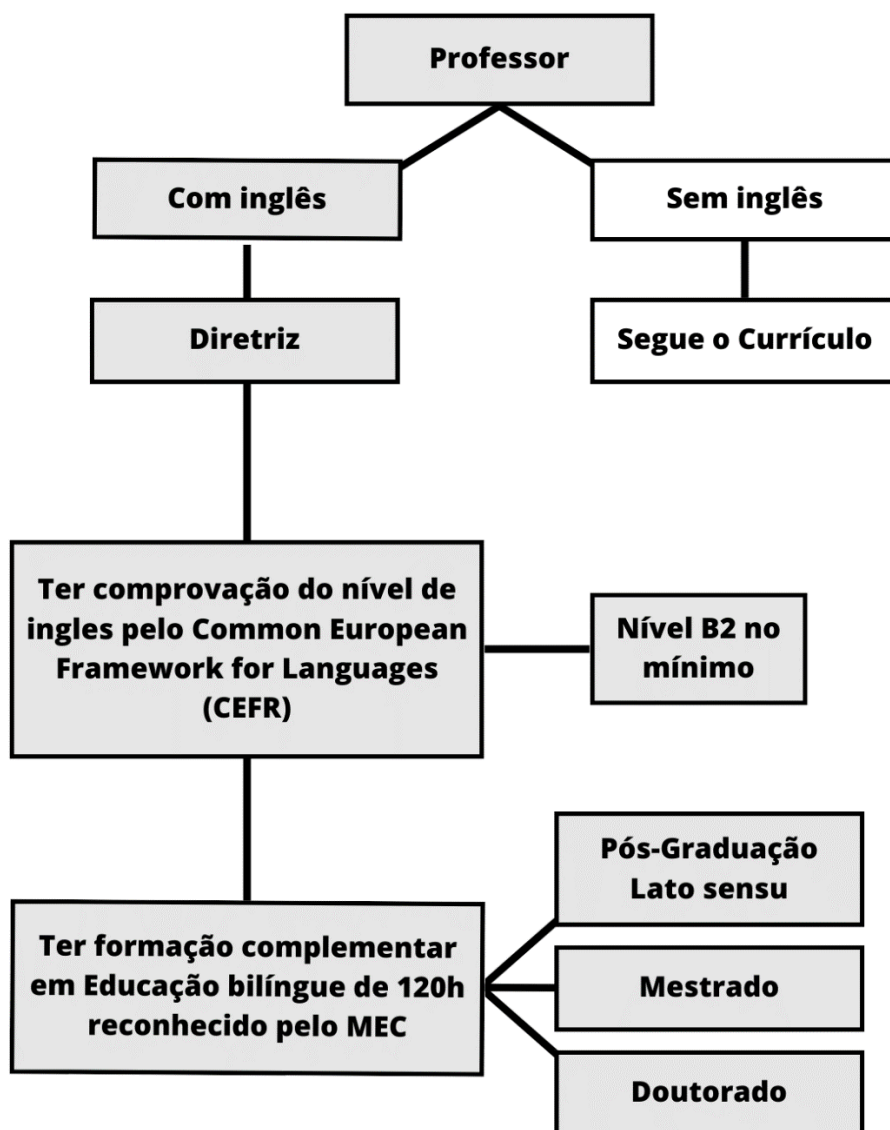 Professor
Com inglês
Sem inglês
Diretriz
Segue o Currículo
Ter comprovação do nível de
ingles pelo Common European
Framework for Languages
(CEFR)
Nível B2 no
mínimo
Pós-Graduação
Lato sensu
Ter formação complementar
em Educação bilíngue de 120h
reconhecido pelo MEC
Mestrado
Doutorado